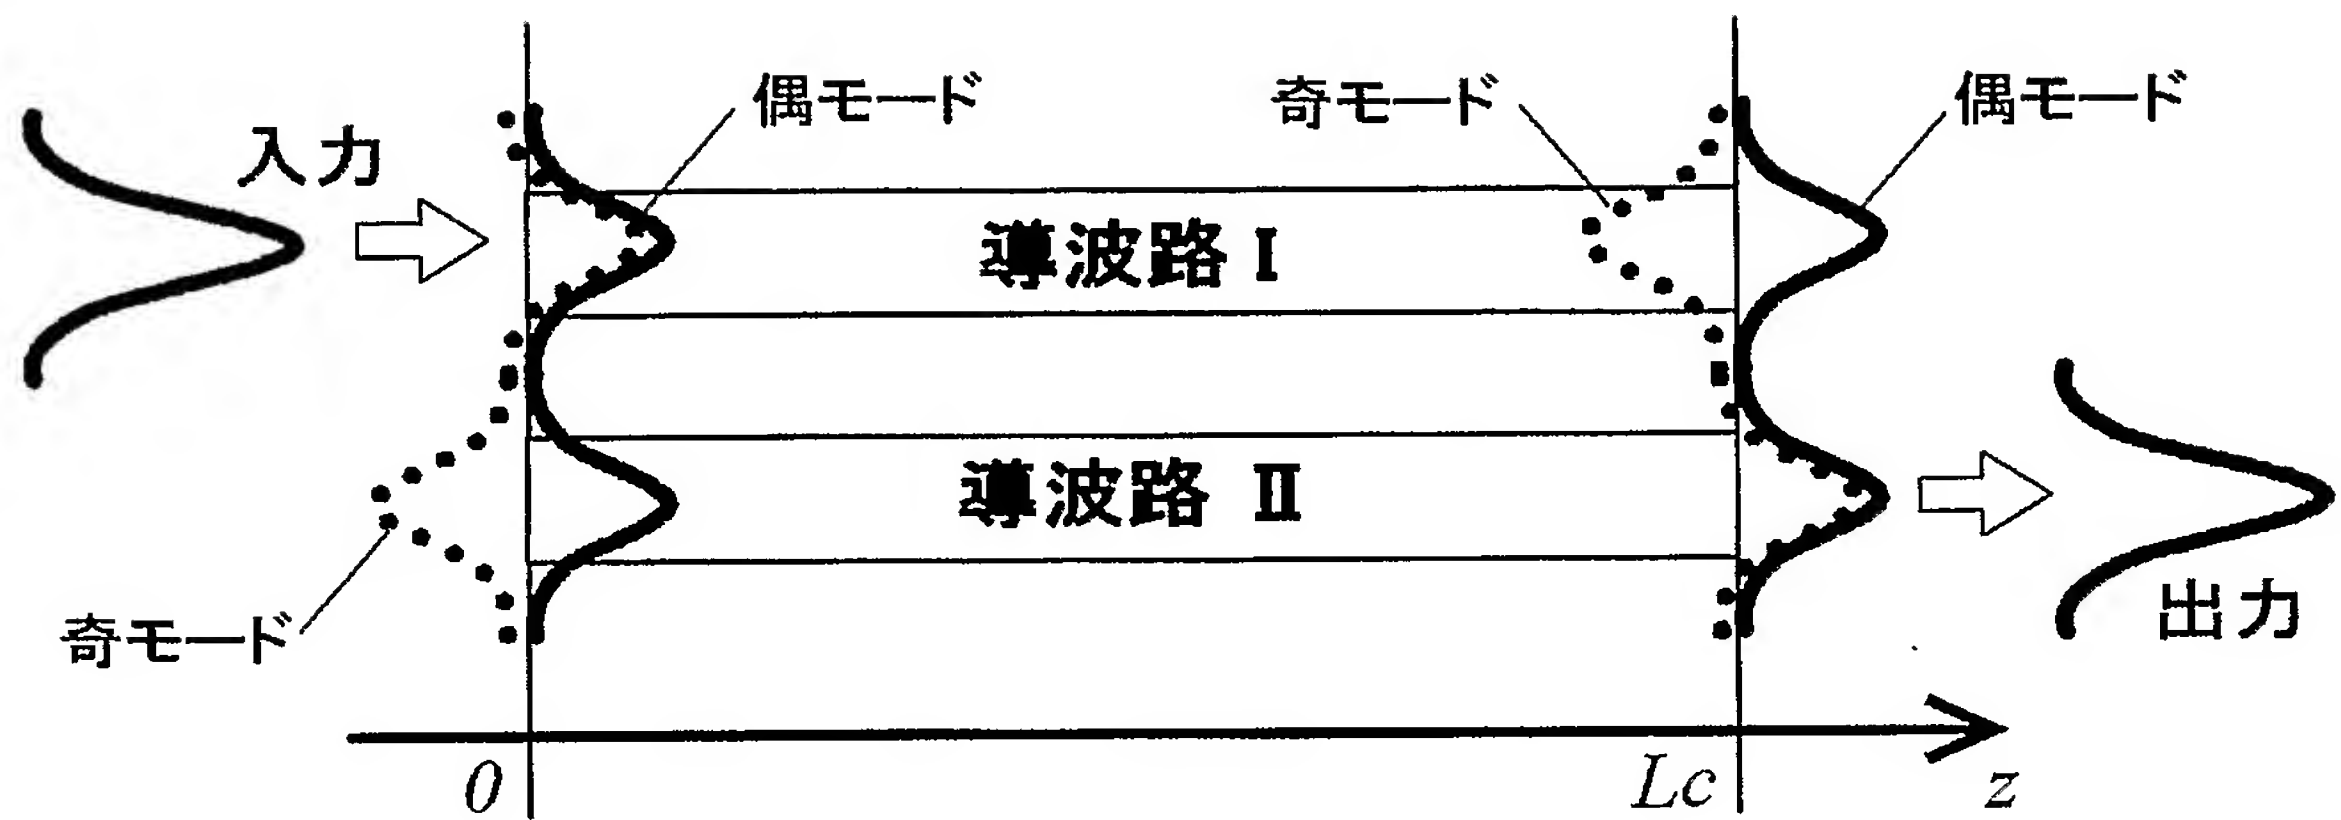 偶モード
奇モード
偶モード
入力
導波路 I
導波路 II
奇モード
出力
0
Lc
z